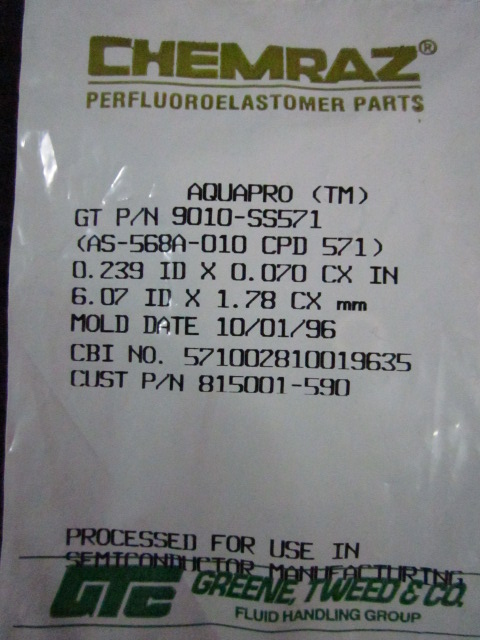 CHEMRAZ®
PERFLUOROELASTOMER PARTS
AQUAPRO (TM)
GT P/N 9010-SS571
(AS-568A-010 CPD 571)
0.239 ID X 0.070 CX IN
6.07 ID X 1.78 CX mm
MOLD DATE 10/01/96
CBI NO. 571002810019635
CUST P/N 815001-590
PROCESSED FOR USE IN
SEMICONDUCTOR MANUFACTURING
GTC GREENE, TWEED & CO.
FLUID HANDLING GROUP